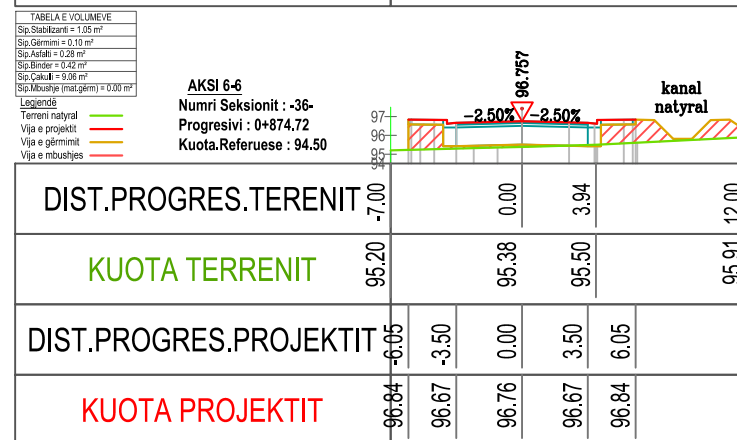 TABELA E VOLUMEVE
Sip.Stabilizanti = 1.05 m²
Sip.Gërmimi = 0.10 m²
Sip.Asfalti = 0.28 m²
Sip.Binder = 0.42 m²
Sip.Çakull = 9.06 m²
Sip.Mbushje (mat.gërm) = 0.00 m²
Legjendë
Terreni natyral
Vija e projektit
Vija e gërmimit
Vija e mbushjes
AKSI 6-6
Numri Seksionit : -36-
Progresivi : 0+874.72
Kuota.Referuese : 94.50
96.757
-2.50% -2.50%
kanal
natyral
97
96
95
94
DIST.PROGRES.TERENIT -7.00 0.00 3.94 12.00
KUOTA TERRENIT 95.20 95.38 95.50 95.91
DIST.PROGRES.PROJEKTIT -6.05 -3.50 0.00 3.50 6.05
KUOTA PROJEKTIT 96.84 96.67 96.76 96.67 96.84